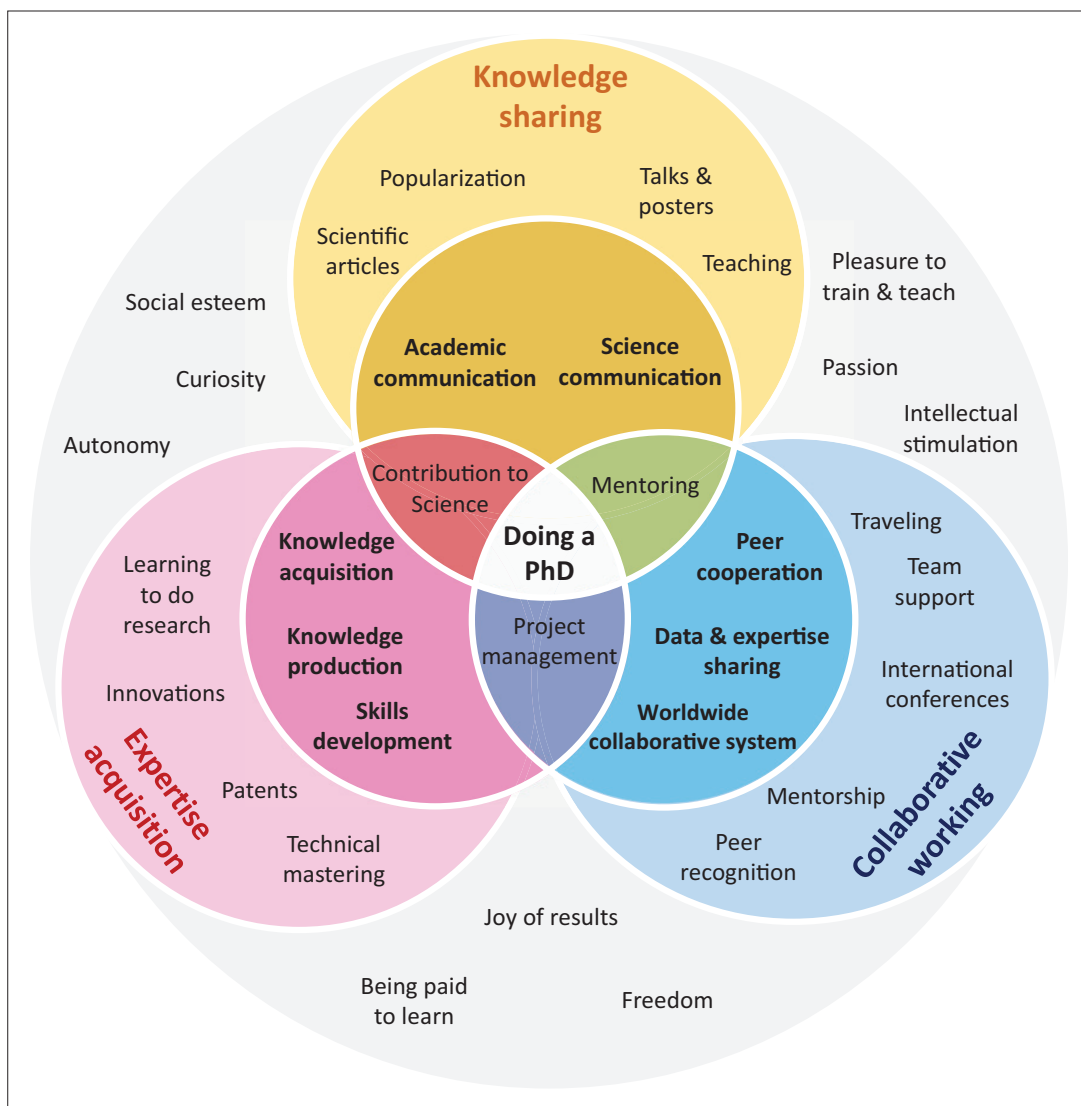 Knowledge
sharing
Popularization
Talks &
posters
Scientific
articles
Teaching
Pleasure to
train & teach
Social esteem
Academic
communication
Science
communication
Curiosity
Passion
Autonomy
Intellectual
stimulation
Contribution to
Science
Mentoring
Doing a
PhD
Knowledge
acquisition
Peer
cooperation
Traveling
Learning
to do
research
Team
support
Knowledge
production
Project
management
Data & expertise
sharing
Innovations
International
conferences
Skills
development
Worldwide
collaborative system
Expertise
acquisition
Patents
Mentorship
Collaborative
working
Technical
mastering
Peer
recognition
Joy of results
Being paid
to learn
Freedom